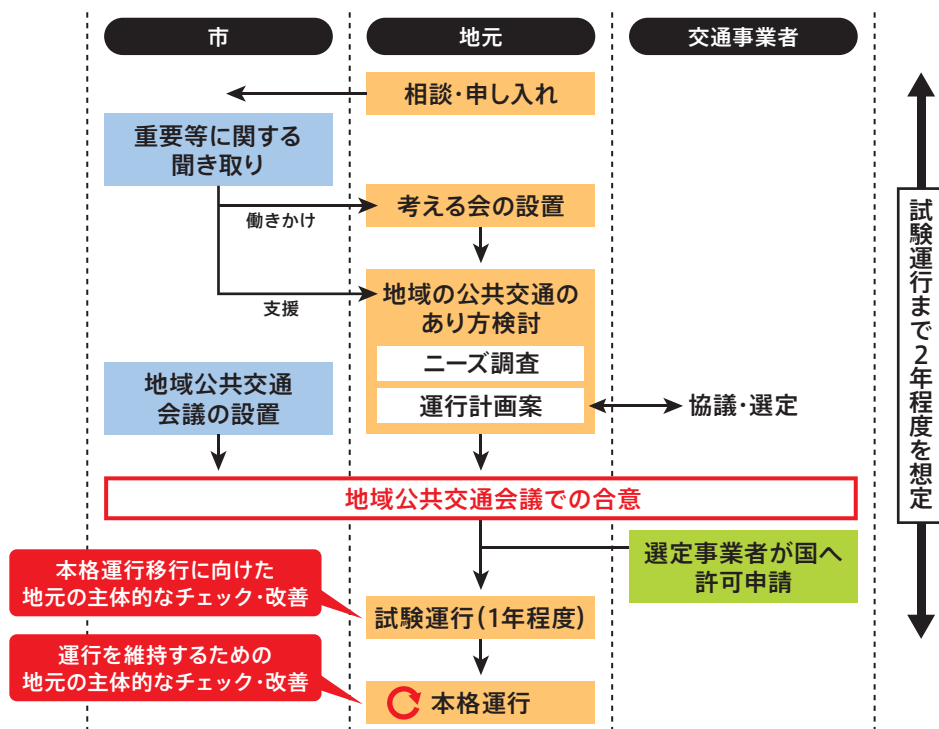 市
地元
交通事業者
相談・申し入れ
重要等に関する
聞き取り
働きかけ
考える会の設置
支援
地域の公共交通の
あり方検討
ニーズ調査
運行計画案
協議・選定
地域公共交通
会議の設置
地域公共交通会議での合意
選定事業者が国へ
許可申請
本格運行移行に向けた
地元の主体的なチェック・改善
試験運行(1年程度)
運行を維持するための
地元の主体的なチェック・改善
本格運行
試験運行まで2年程度を想定